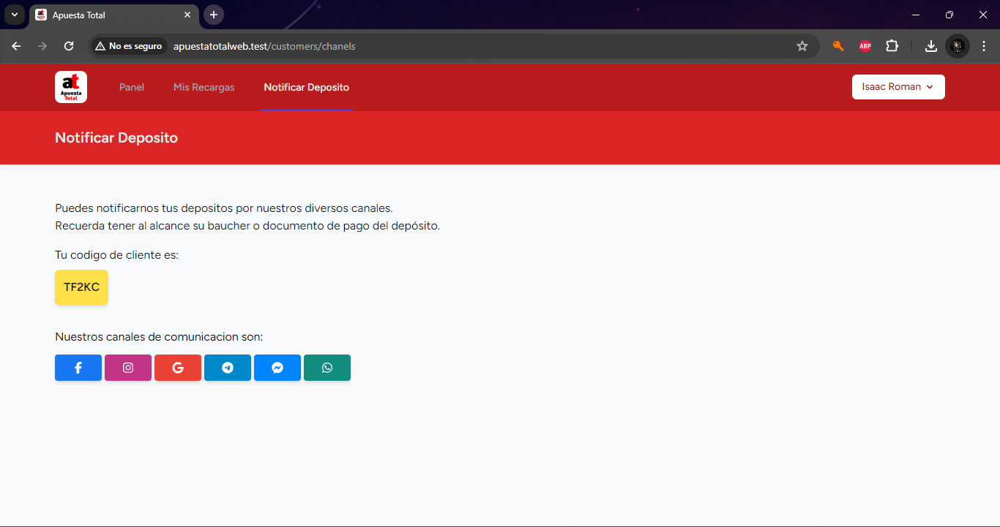 Apuesta Total
No es seguro
apuestatotalweb.test/customers/chanels
ABP
at
Apuesta
Total
Panel
Mis Recargas
Notificar Deposito
Isaac Roman
Notificar Deposito
Puedes notificarnos tus depositos por nuestros diversos canales.
Recuerda tener al alcance su baucher o documento de pago del depósito.
Tu codigo de cliente es:
TF2KC
Nuestros canales de comunicacion son: